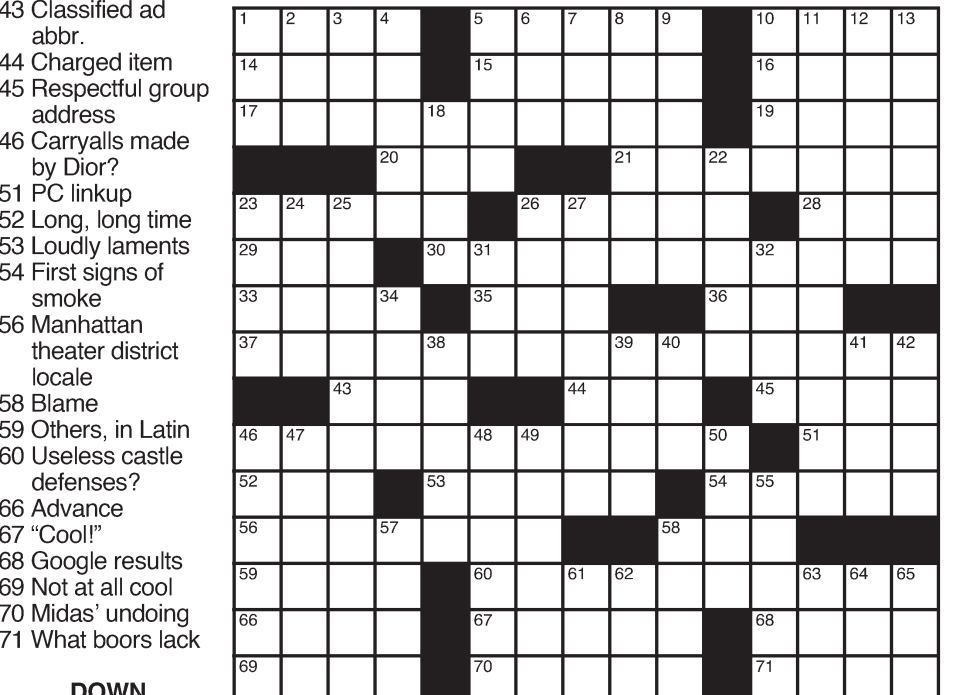 43 Classified ad
abbr.
44 Charged item
45 Respectful group
address
46 Carryalls made
by Dior?
51 PC linkup
52 Long, long time
53 Loudly laments
54 First signs of
smoke
56 Manhattan
theater district
locale
58 Blame
59 Others, in Latin
60 Useless castle
defenses?
66 Advance
67 “Cool!”
68 Google results
69 Not at all cool
70 Midas’ undoing
71 What boors lack
DOWN
1 2 3 4 5 6 7 8 9 10 11 12 13
14 15 16
17 18 19
20 21 22
23 24 25 26 27 28
29 30 31 32
33 34 35 36
37 38 39 40 41 42
43 44 45
46 47 48 49 50 51
52 53 54 55
56 57 58
59 60 61 62 63 64 65
66 67 68
69 70 71